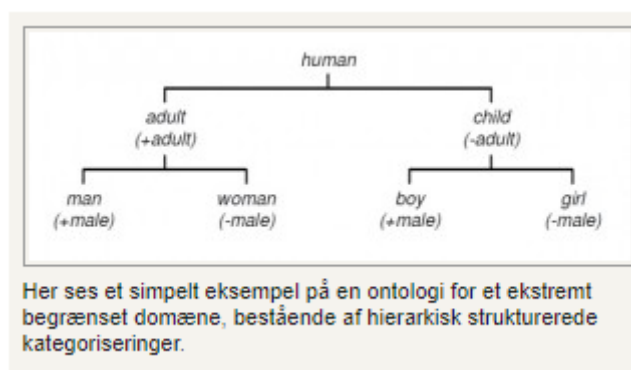 human
adult child
(+adult) (-adult)
man woman boy girl
(+male) (-male) (+male) (-male)
Her ses et simpelt eksempel på en ontologi for et ekstremt
begrænset domæne, bestående af hierarkisk strukturerede
kategoriseringer.